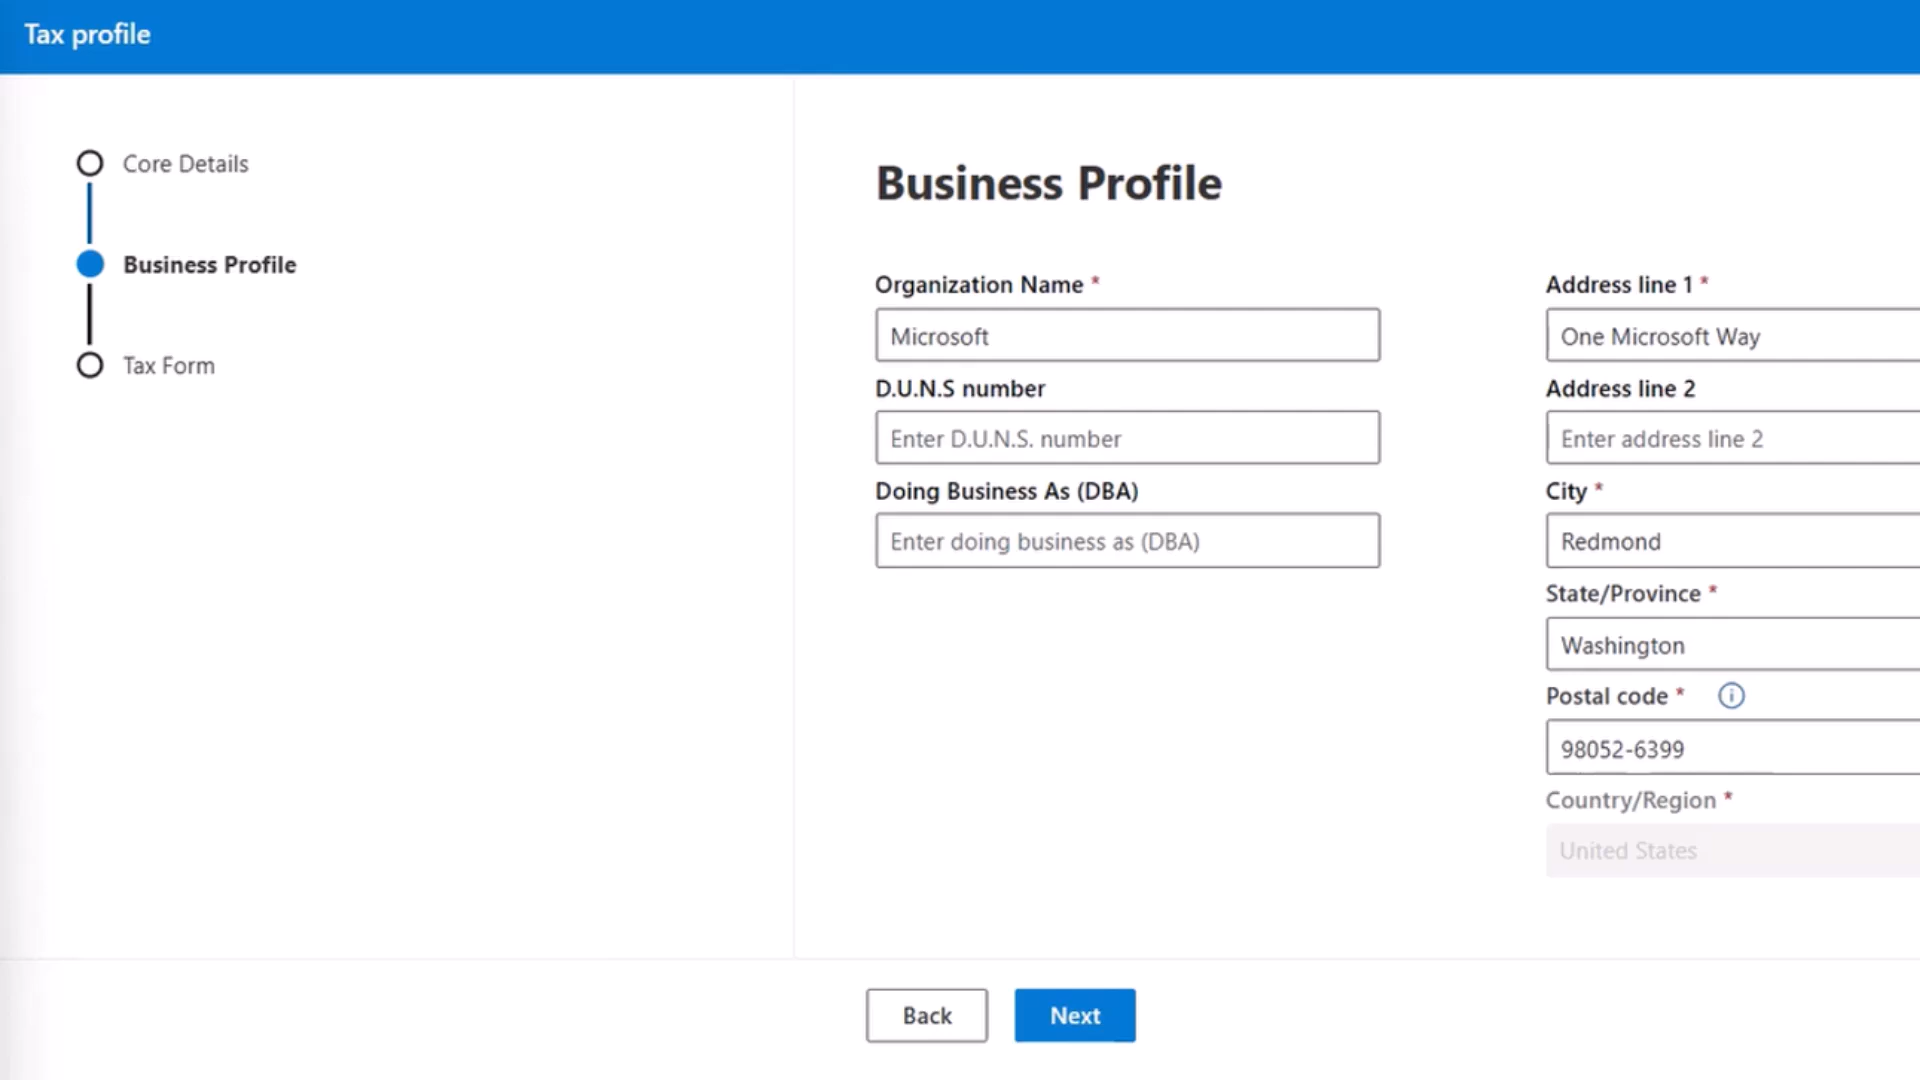 Tax profile
Core Details
Business Profile
Tax Form
Business Profile
Organization Name *
Microsoft
D.U.N.S number
Enter D.U.N.S. number
Doing Business As (DBA)
Enter doing business as (DBA)
Address line 1 *
One Microsoft Way
Address line 2
Enter address line 2
City *
Redmond
State/Province *
Washington
Postal code *
98052-6399
Country/Region *
United States
Back
Next